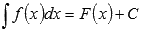 ∫f(x)dx = F(x) + C